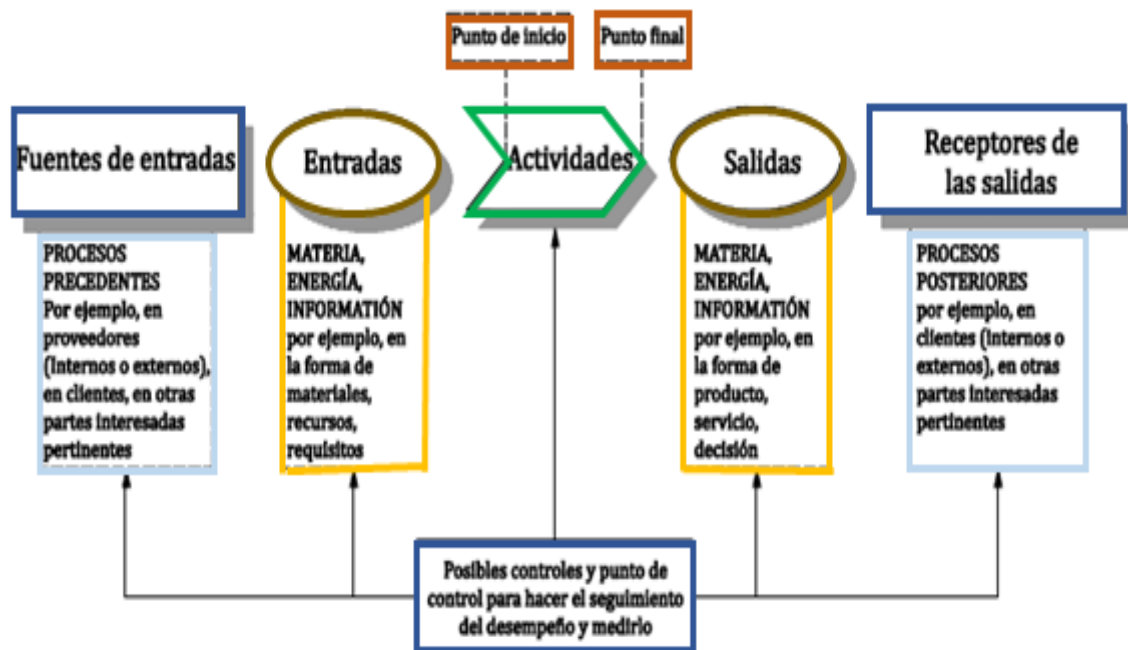 Punto de inicio
Punto final
Fuentes de entradas
Entradas
Actividades
Salidas
Receptores de
las salidas
PROCESOS
PRECEDENTES
Por ejemplo, en
proveedores
(internos o externos),
en clientes, en otras
partes interesadas
pertinentes
MATERIA,
ENERGÍA,
INFORMATIÓN
por ejemplo, en
la forma de
materiales,
recursos,
requisitos
MATERIA,
ENERGÍA,
INFORMATIÓN
por ejemplo, en
la forma de
producto,
servicio,
decisión
PROCESOS
POSTERIORES
por ejemplo, en
clientes (internos o
externos), en otras
partes interesadas
pertinentes
Posibles controles y punto de
control para hacer el seguimiento
del desempeño y medirlo